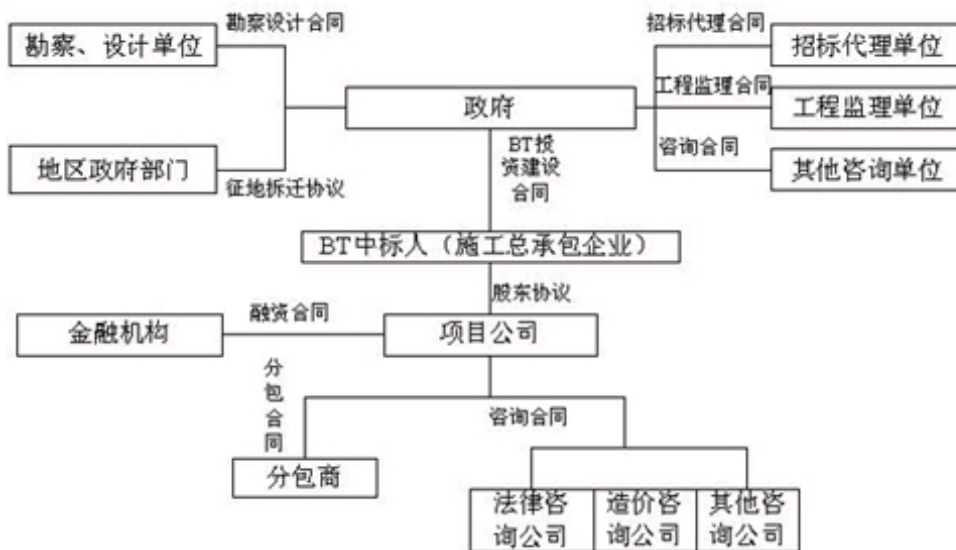 勘察设计合同
招标代理合同
勘察、设计单位
招标代理单位
工程监理合同
政府
工程监理单位
BT投
资建设
合同
咨询合同
地区政府部门
其他咨询单位
征地拆迁协议
BT中标人（施工总承包企业）
股东协议
融资合同
金融机构
项目公司
分
包
合
同
咨询合同
分包商
法律咨
询公司
造价咨
询公司
其他咨
询公司